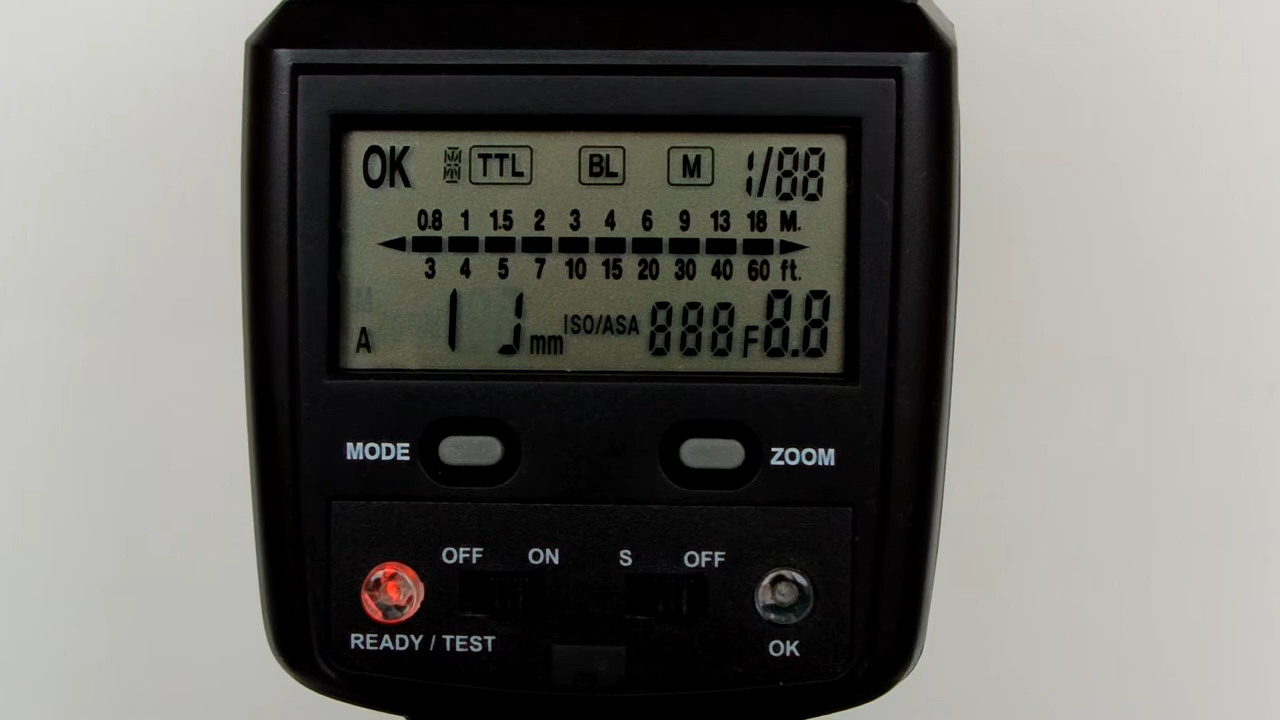 OK TTL BL M 1/88
0.8 1 1.5 2 3 4 6 9 13 18 M.
3 4 5 7 10 15 20 30 40 60 ft.
A mm ISO/ASA 888 F8.8
MODE ZOOM
OFF ON S OFF
READY / TEST OK